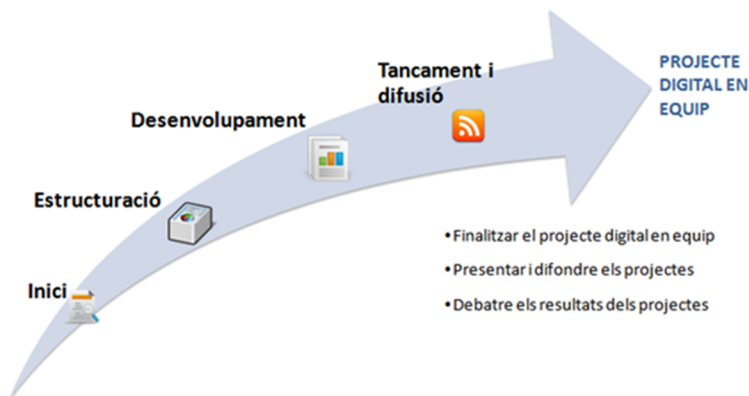 PROJECTE
DIGITAL EN
EQUIP
Tancament i
difusió
Desenvolupament
Estructuració
Inici
•Finalitzar el projecte digital en equip
•Presentar i difondre els projectes
•Debatre els resultats dels projectes